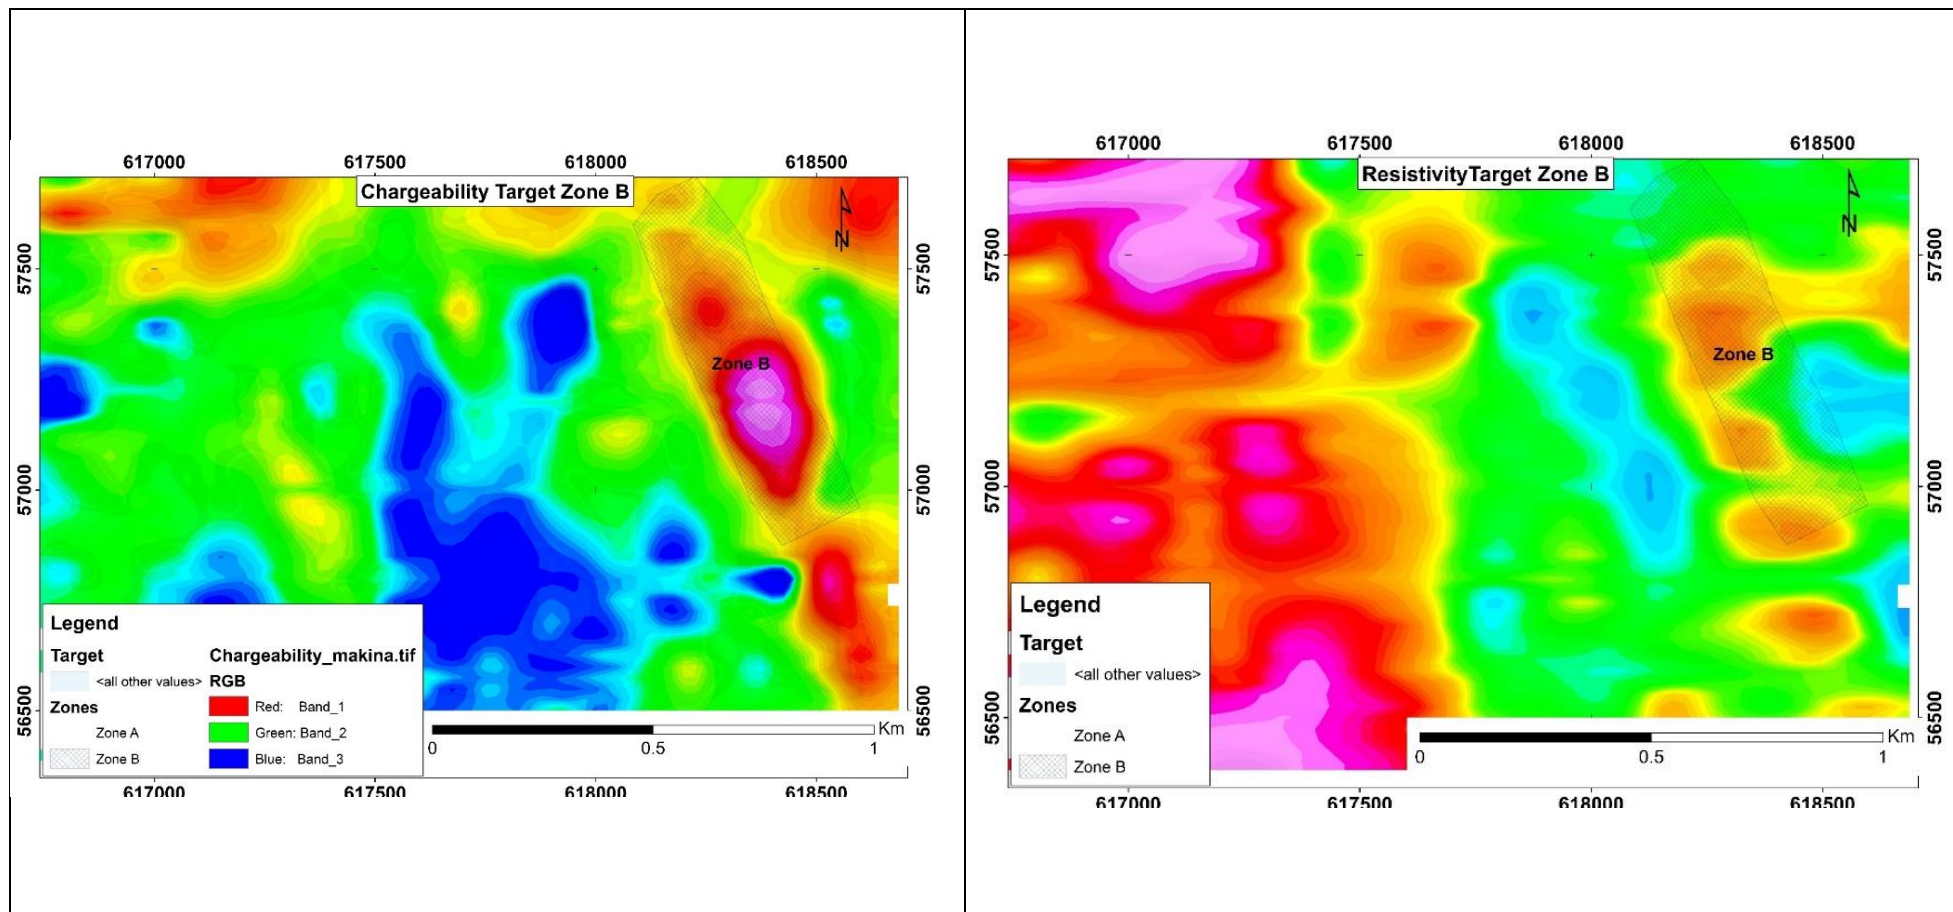 617000 617500 618000 618500
Chargeability Target Zone B
N
57500 57500
Zone B
57000 57000
Legend
Target Chargeability_makina.tif
<all other values> RGB
Zones Red: Band_1
Zone A Green: Band_2
Zone B Blue: Band_3
56500 56500
Km
0 0.5 1
617000 617500 618000 618500
617000 617500 618000 618500
ResistivityTarget Zone B
N
57500 57500
Zone B
57000 57000
Legend
Target
<all other values>
Zones
Zone A
Zone B
56500 56500
Km
0 0.5 1
617000 617500 618000 618500